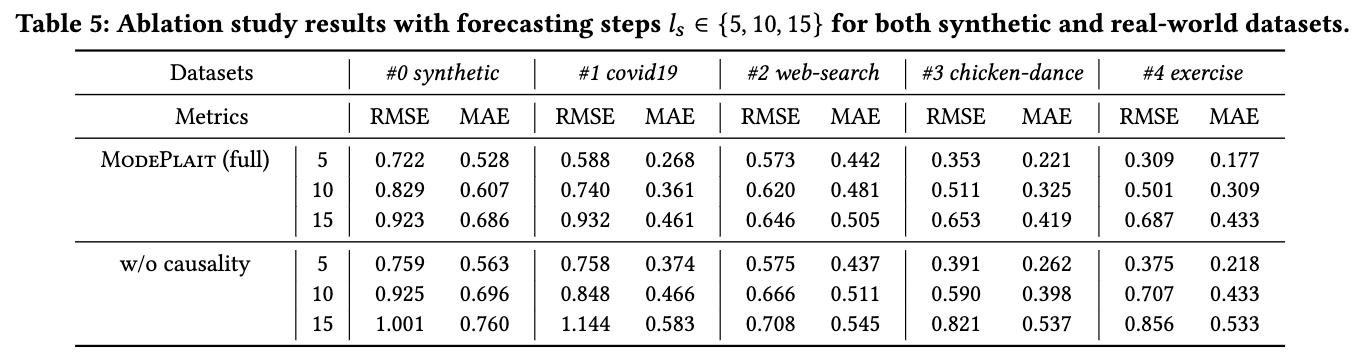 Table 5: Ablation study results with forecasting steps lₛ ∈ {5, 10, 15} for both synthetic and real-world datasets.
Datasets #0 synthetic #1 covid19 #2 web-search #3 chicken-dance #4 exercise
Metrics RMSE MAE RMSE MAE RMSE MAE RMSE MAE RMSE MAE
ModePlait (full) 5 0.722 0.528 0.588 0.268 0.573 0.442 0.353 0.221 0.309 0.177
10 0.829 0.607 0.740 0.361 0.620 0.481 0.511 0.325 0.501 0.309
15 0.923 0.686 0.932 0.461 0.646 0.505 0.653 0.419 0.687 0.433
w/o causality 5 0.759 0.563 0.758 0.374 0.575 0.437 0.391 0.262 0.375 0.218
10 0.925 0.696 0.848 0.466 0.666 0.511 0.590 0.398 0.707 0.433
15 1.001 0.760 1.144 0.583 0.708 0.545 0.821 0.537 0.856 0.533